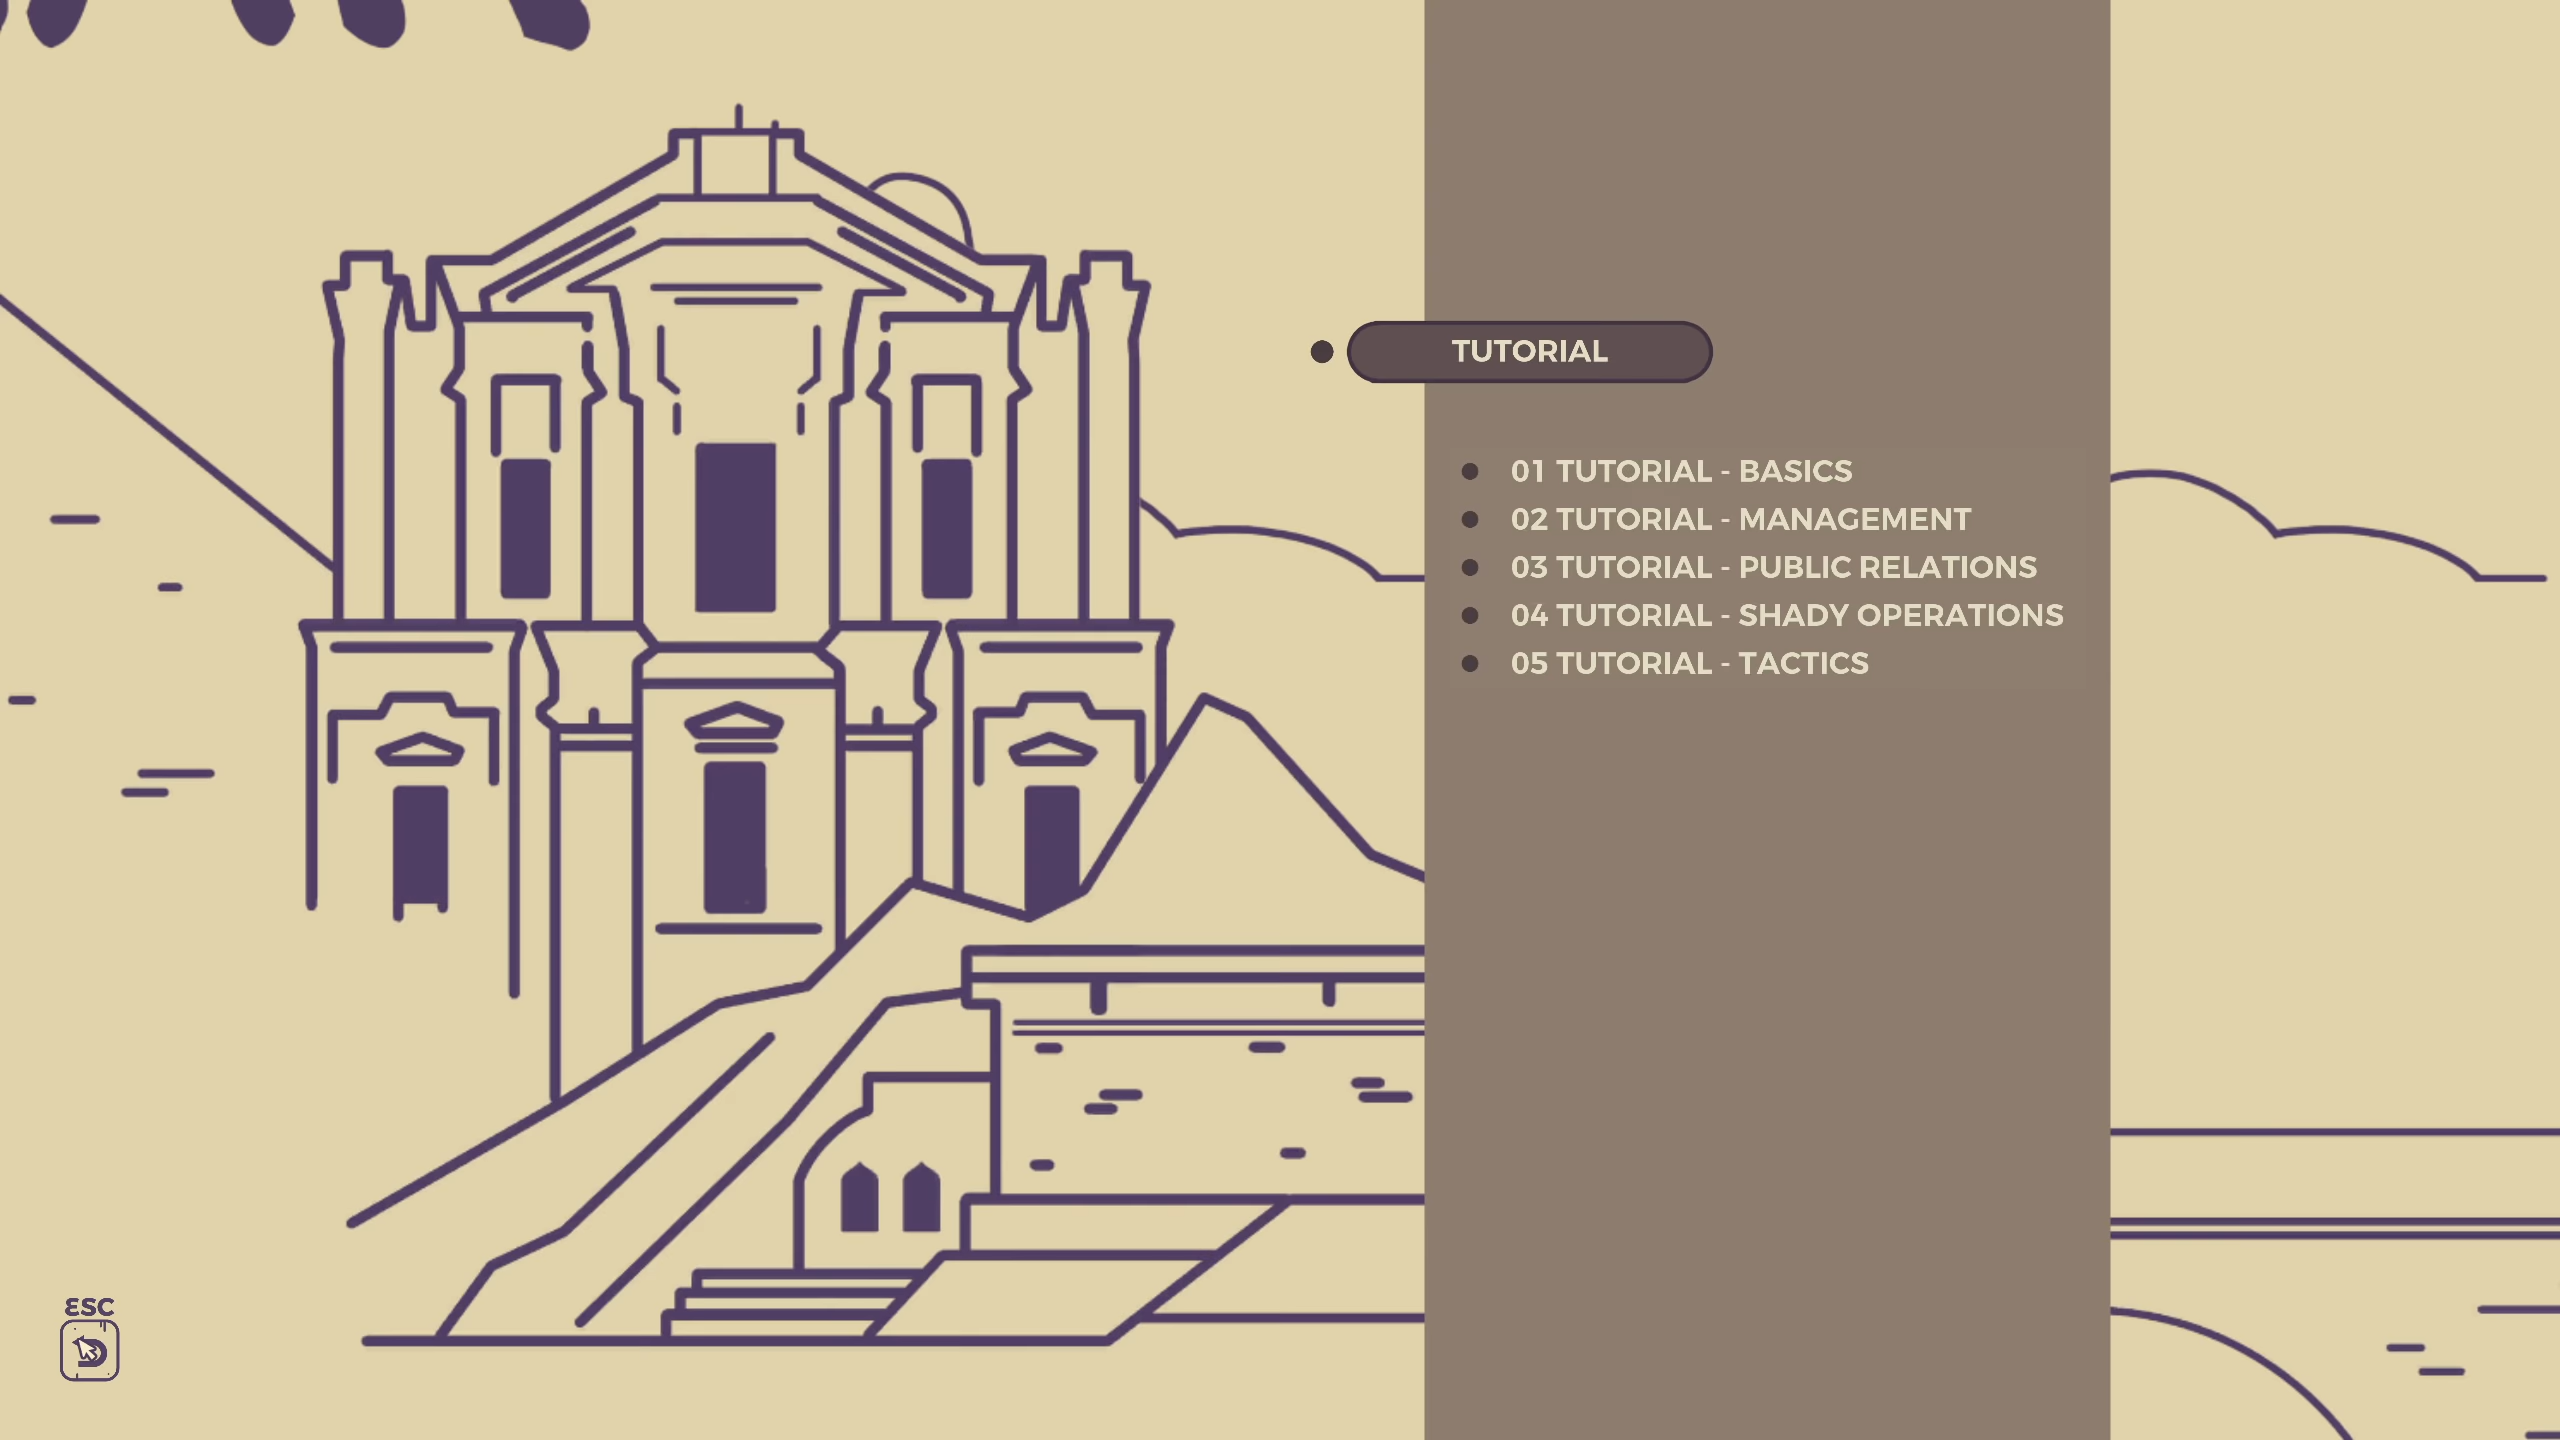 TUTORIAL
01 TUTORIAL - BASICS
02 TUTORIAL - MANAGEMENT
03 TUTORIAL - PUBLIC RELATIONS
04 TUTORIAL - SHADY OPERATIONS
05 TUTORIAL - TACTICS
ESC